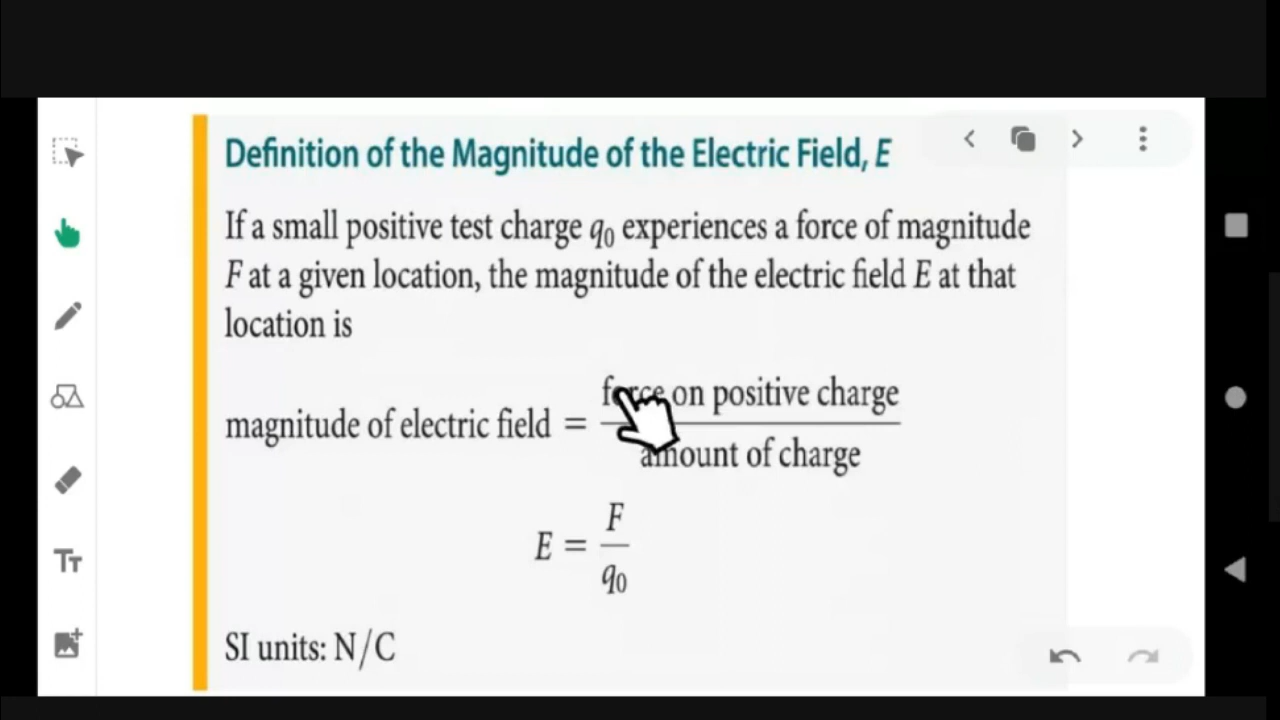 Definition of the Magnitude of the Electric Field, E
If a small positive test charge q₀ experiences a force of magnitude
F at a given location, the magnitude of the electric field E at that
location is
magnitude of electric field = force on positive charge / amount of charge
E = F / q₀
SI units: N/C
Tт